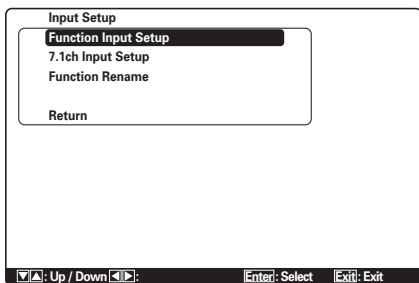 Input Setup
Function Input Setup
7.1ch Input Setup
Function Rename
Return
▼▲: Up / Down ◀▶: Enter: Select Exit: Exit